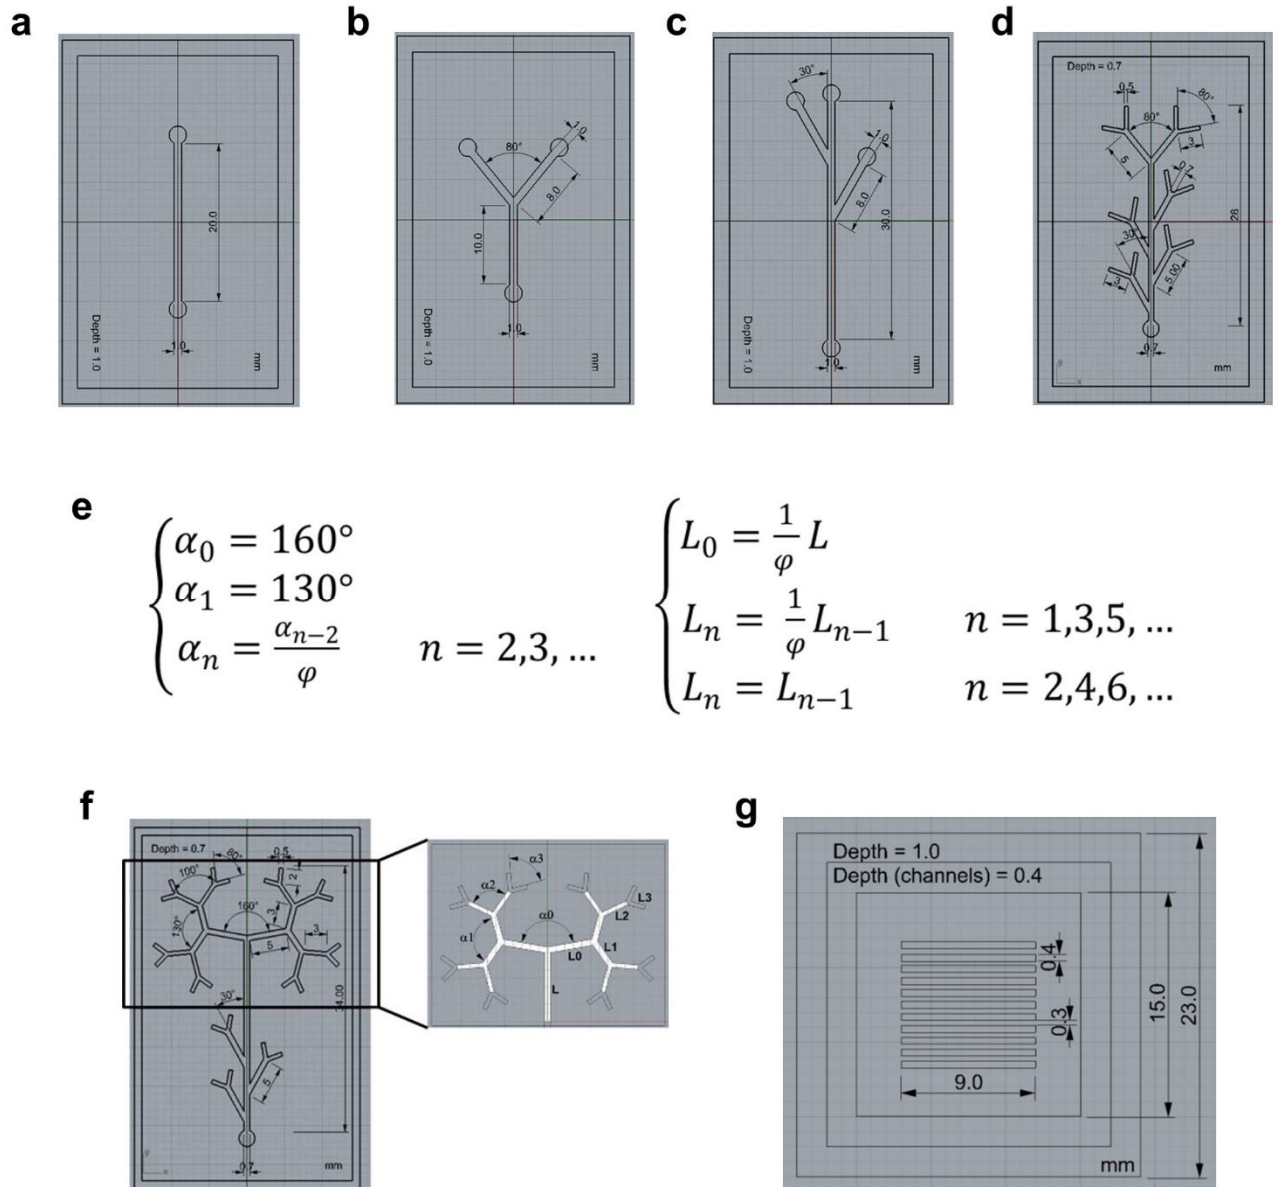 a
b
c
d
20.0
1.0
Depth = 1.0
mm
80°
1.0
8.0
10.0
1.0
Depth = 1.0
mm
30°
1.0
8.0
30.0
1.0
Depth = 1.0
mm
Depth = 0.7
0.5
80°
80°
3
5
0.7
28
30°
5.00
3
0.7
mm
e
α₀ = 160°
α₁ = 130°
αₙ = αₙ₋₂/φ n = 2,3, …
L₀ = 1/φ L
Lₙ = 1/φ Lₙ₋₁ n = 1,3,5, …
Lₙ = Lₙ₋₁ n = 2,4,6, …
f
Depth = 0.7
80°
0.5
100°
2
160°
3
130°
3
5
30°
34.00
5
0.7
mm
α3
α2
α0
α1
L3
L2
L1
L0
L
g
Depth = 1.0
Depth (channels) = 0.4
0.4
0.3
15.0
23.0
9.0
mm